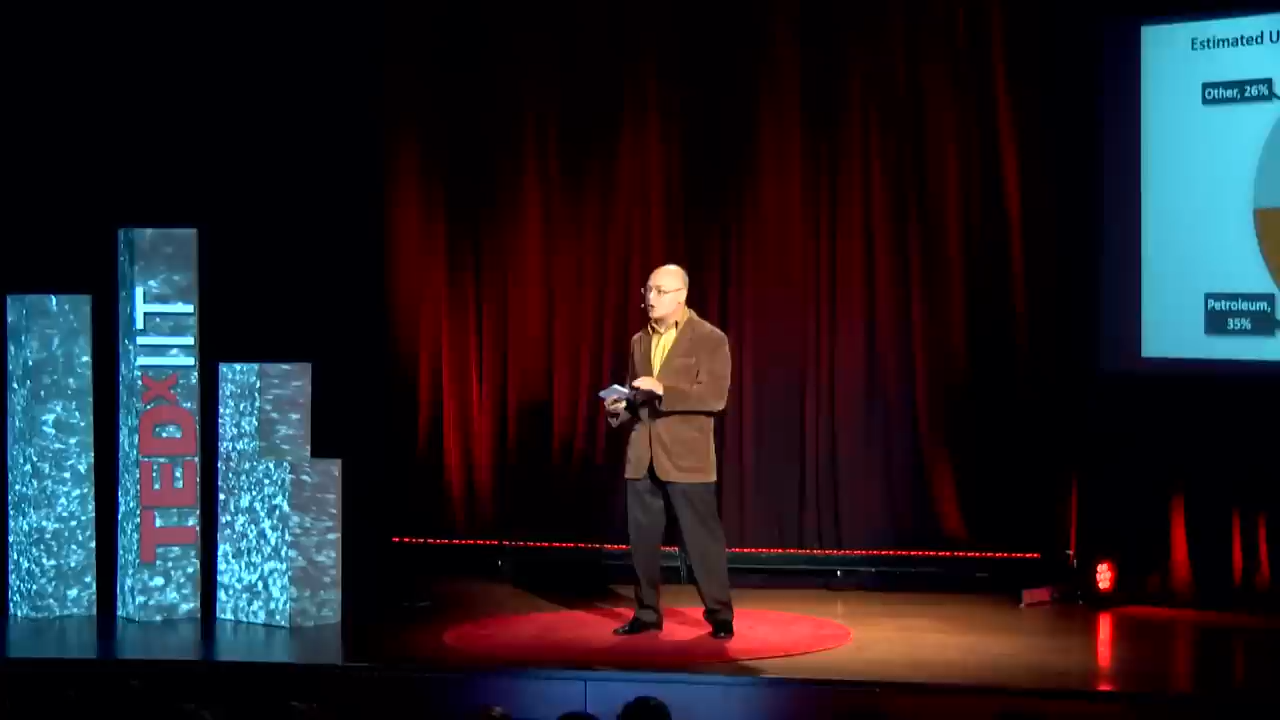 TEDxIIT
Estimated U
Other, 26%
Petroleum,
35%